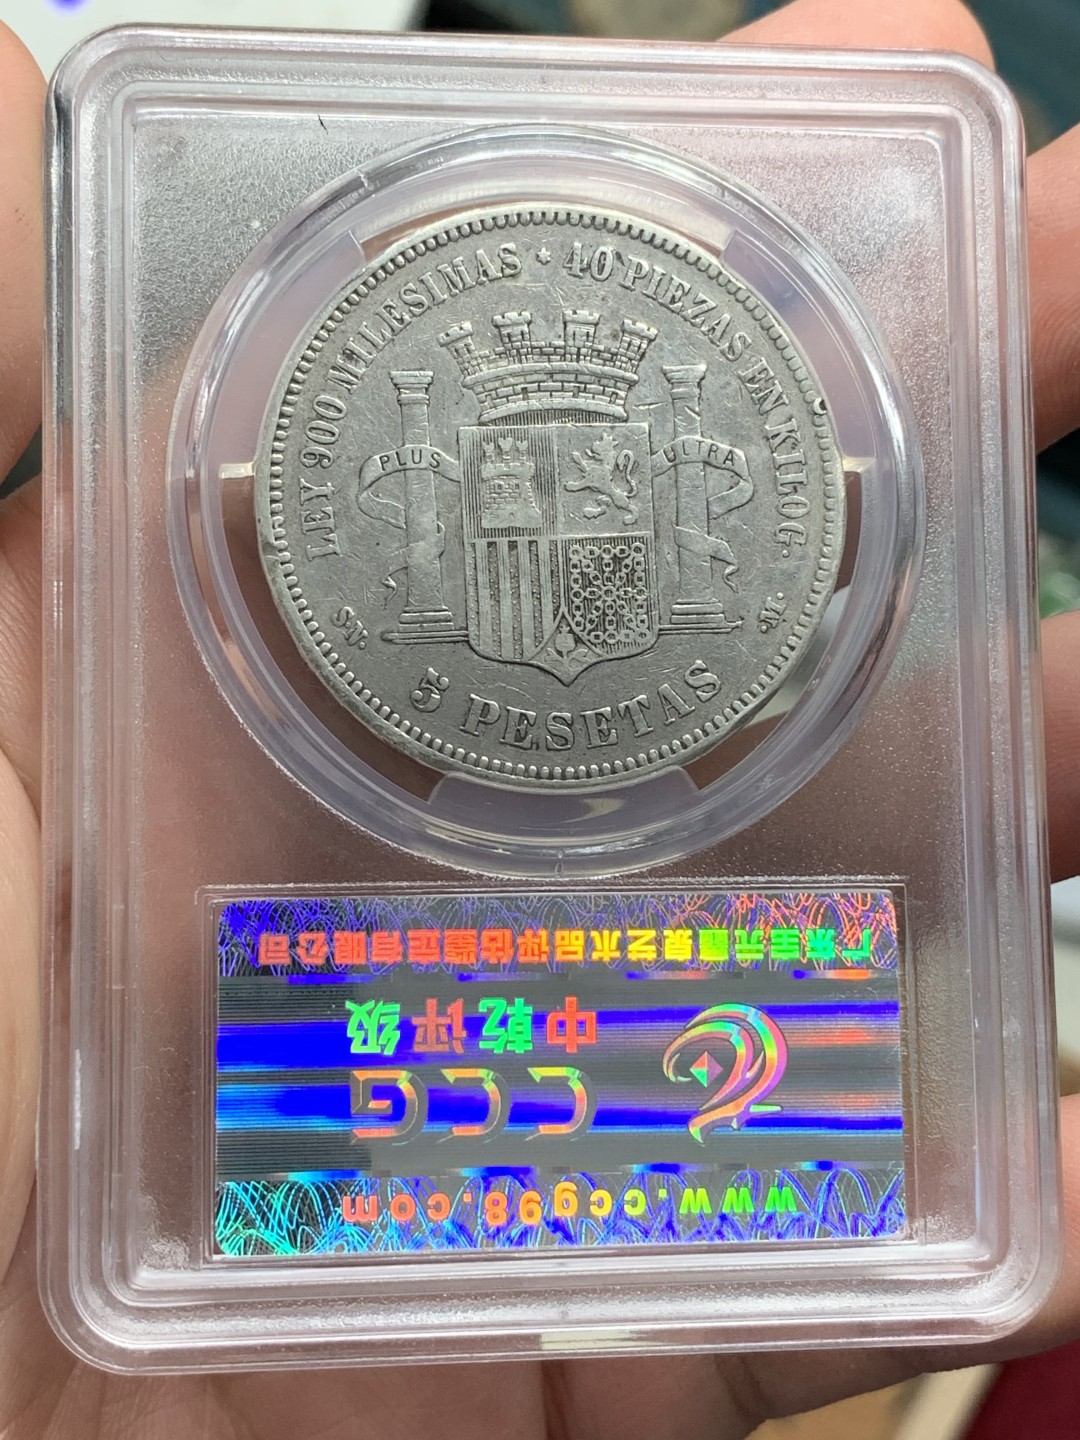 LEY 900 MILESIMAS · 40 PIEZAS EN KILOG.
PLUS ULTRA
SN. M.
5 PESETAS
广东宝元鑫泉艺术品评估鉴定有限公司
中乾评级
CCG
www.ccg98.com